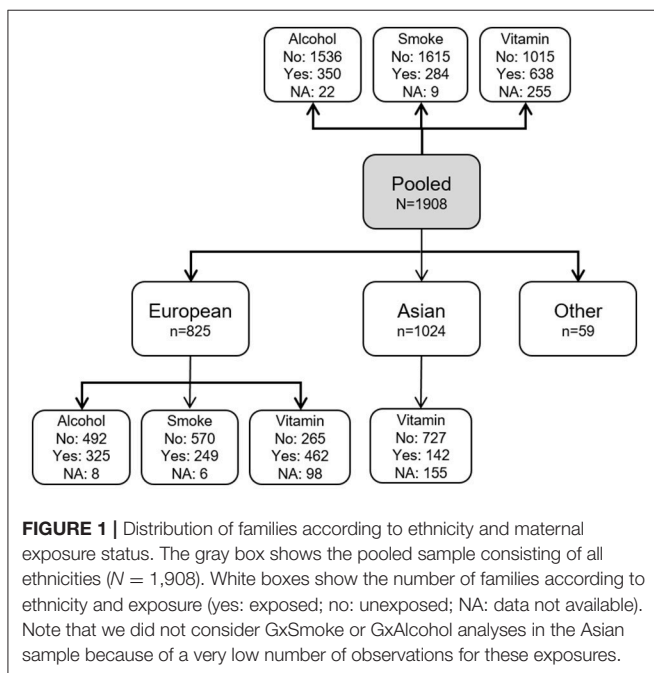 Alcohol
No: 1536
Yes: 350
NA: 22
Smoke
No: 1615
Yes: 284
NA: 9
Vitamin
No: 1015
Yes: 638
NA: 255
Pooled
N=1908
European
n=825
Asian
n=1024
Other
n=59
Alcohol
No: 492
Yes: 325
NA: 8
Smoke
No: 570
Yes: 249
NA: 6
Vitamin
No: 265
Yes: 462
NA: 98
Vitamin
No: 727
Yes: 142
NA: 155
FIGURE 1 | Distribution of families according to ethnicity and maternal
exposure status. The gray box shows the pooled sample consisting of all
ethnicities (N = 1,908). White boxes show the number of families according to
ethnicity and exposure (yes: exposed; no: unexposed; NA: data not available).
Note that we did not consider GxSmoke or GxAlcohol analyses in the Asian
sample because of a very low number of observations for these exposures.